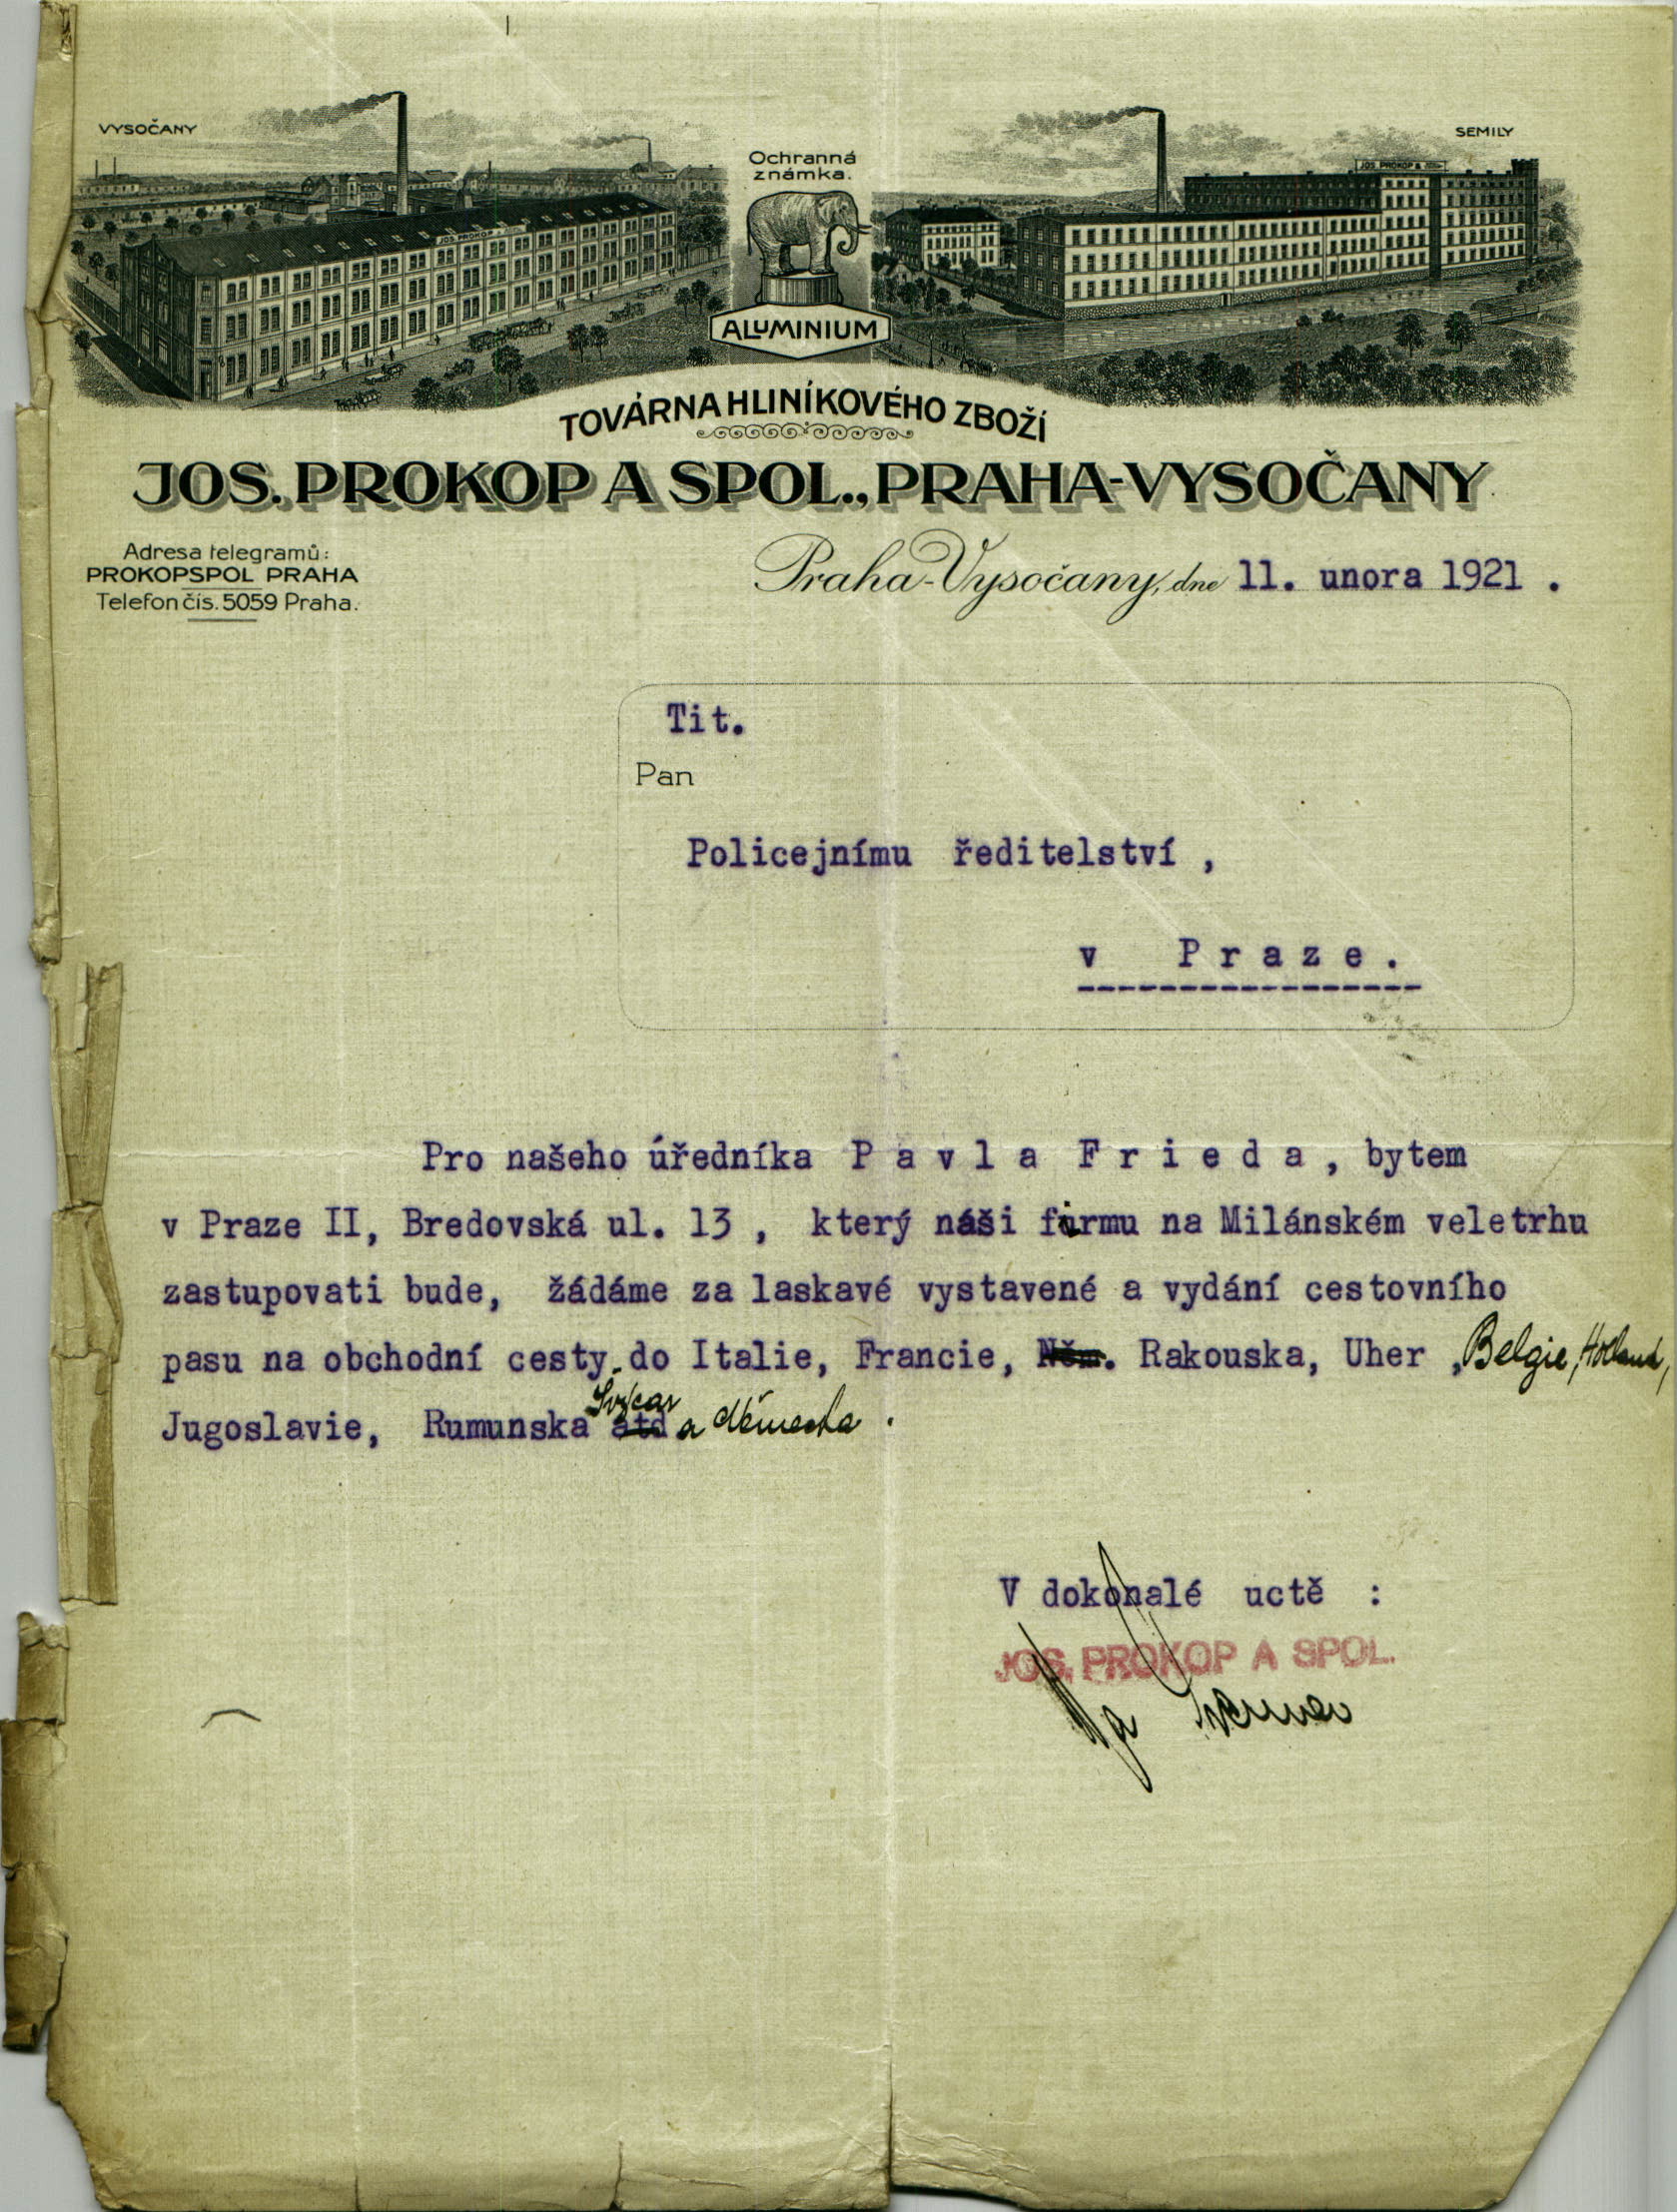 VYSOČANY
SEMILY
Ochranná
známka.
JOS. PROKOP
JOS. PROKOP &
ALUMINIUM
TOVÁRNA HLINÍKOVÉHO ZBOŽÍ
JOS. PROKOP A SPOL., PRAHA-VYSOČANY.
Adresa telegramů:
PROKOPSPOL PRAHA
Telefon čís. 5059 Praha.
Praha-Vysočany, dne 11. unora 1921 .
Tit.
Pan
Policejnímu ředitelství ,
v Praze.
Pro našeho úředníka Pavla Frieda, bytem
v Praze II, Bredovská ul. 13 , který náši firmu na Milánském veletrhu
zastupovati bude, žádáme za laskavé vystavené a vydání cestovního
pasu na obchodní cesty do Italie, Francie, Něm. Rakouska, Uher , Belgie, Holland,
Švýcar
Jugoslavie, Rumunska atd a Německa .
V dokonalé uctě :
JOS. PROKOP A SPOL.